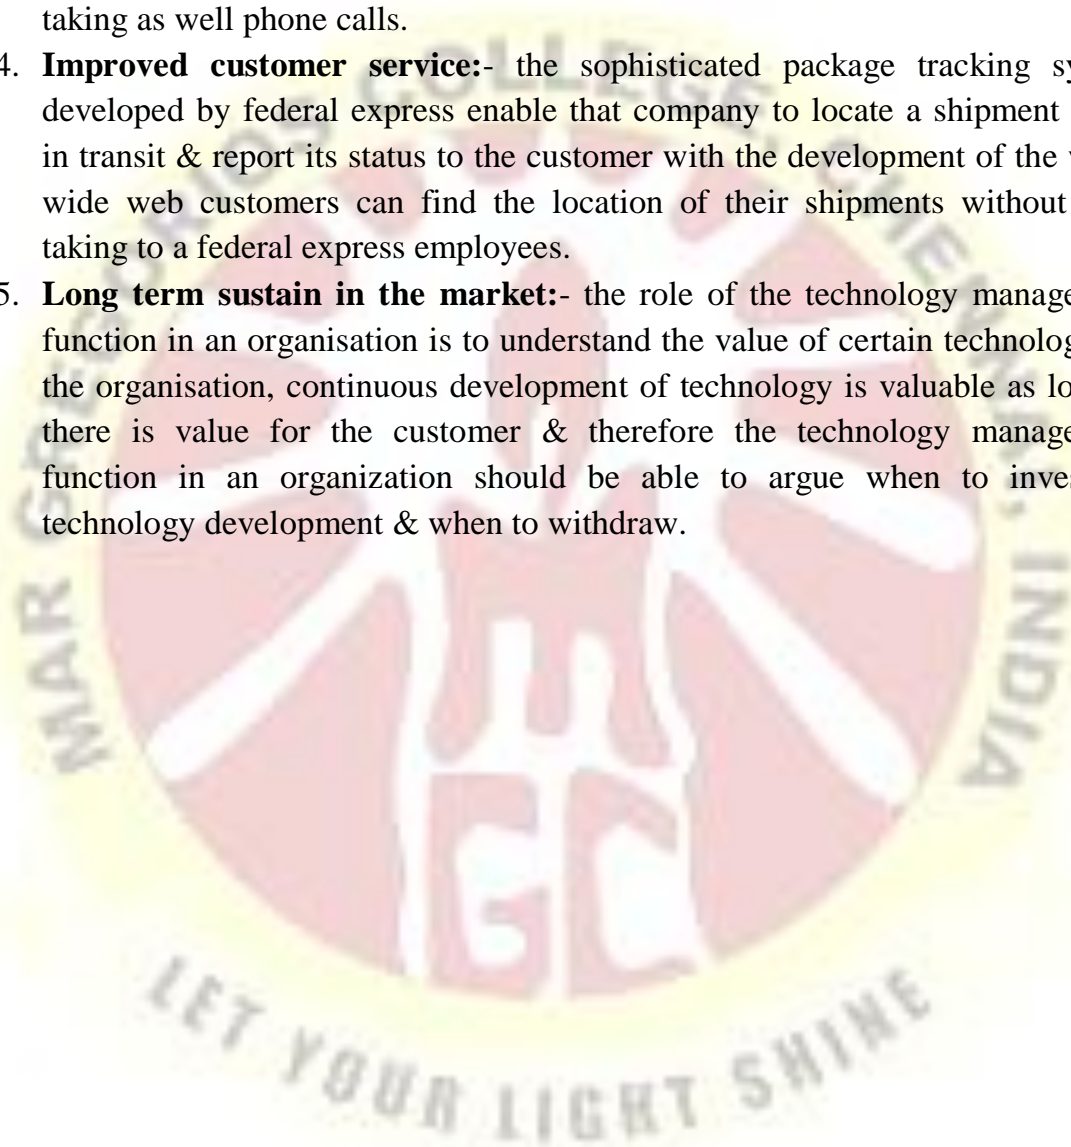 taking as well phone calls.
4. Improved customer service:- the sophisticated package tracking sy
developed by federal express enable that company to locate a shipment
in transit & report its status to the customer with the development of the
wide web customers can find the location of their shipments without
taking to a federal express employees.
5. Long term sustain in the market:- the role of the technology manage
function in an organisation is to understand the value of certain technolog
the organisation, continuous development of technology is valuable as lo
there is value for the customer & therefore the technology manage
function in an organization should be able to argue when to inves
technology development & when to withdraw.
MAR GREGORIOS COLLEGE, CHENNAI, INDIA
GC
LET YOUR LIGHT SHINE